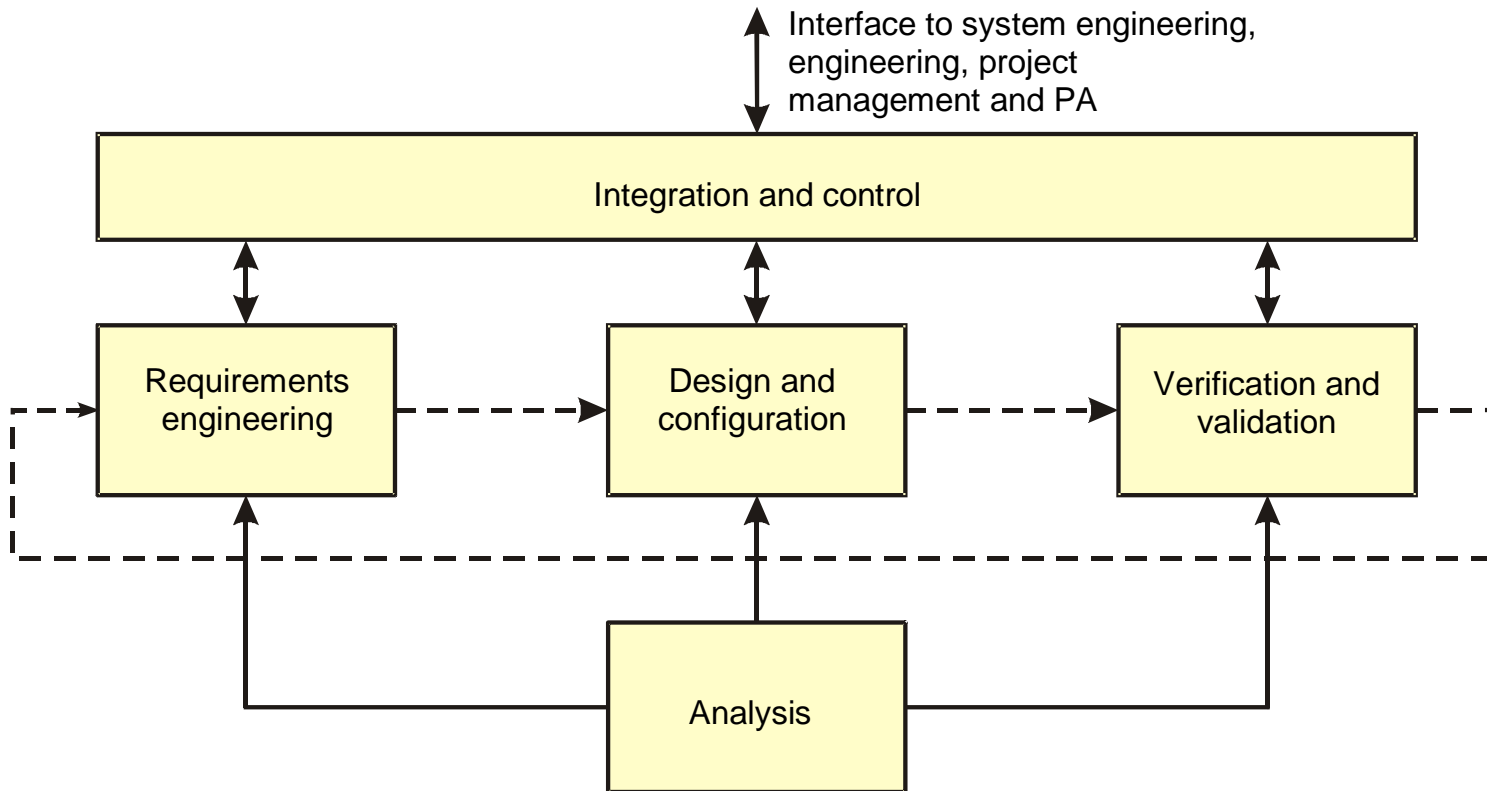 Interface to system engineering,
engineering, project
management and PA
Integration and control
Requirements
engineering
Design and
configuration
Verification and
validation
Analysis